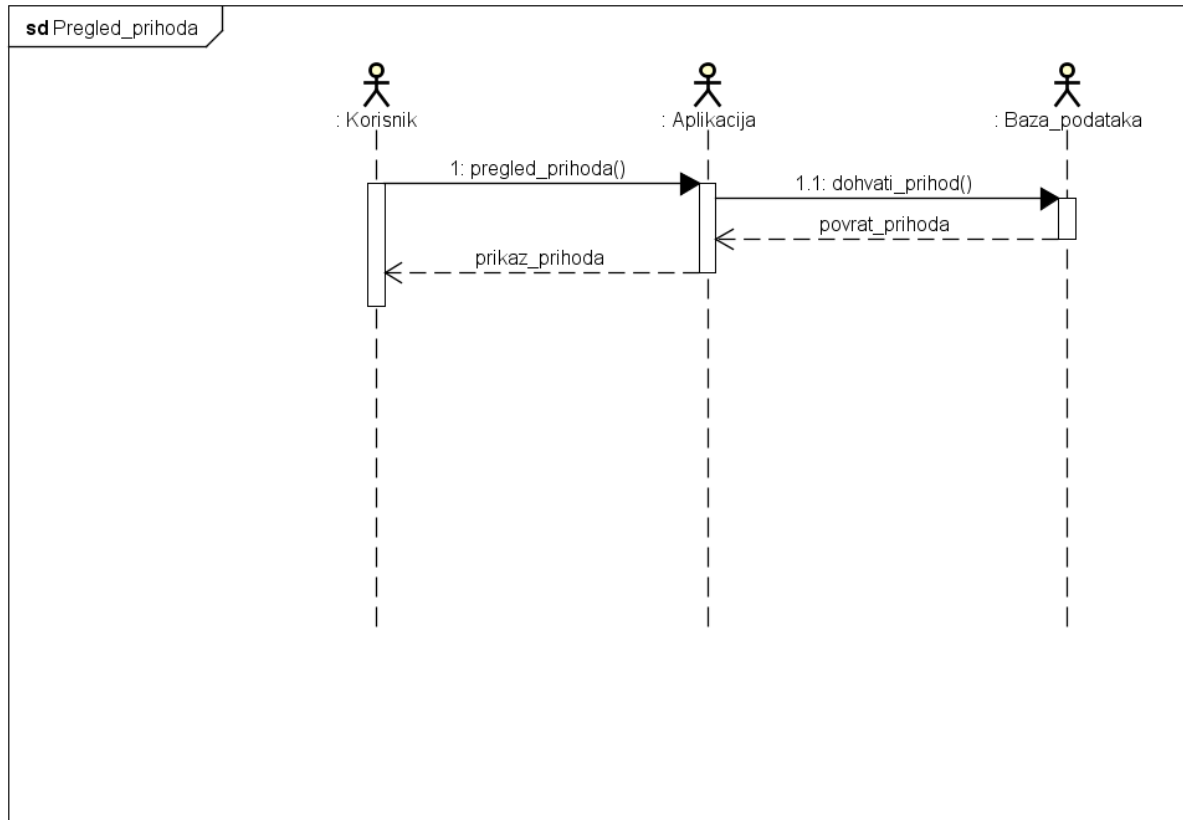 sd Pregled_prihoda
: Korisnik
: Aplikacija
: Baza_podataka
1: pregled_prihoda()
1.1: dohvati_prihod()
povrat_prihoda
prikaz_prihoda